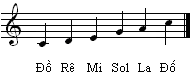 Đồ Rê Mi Sol La Đố